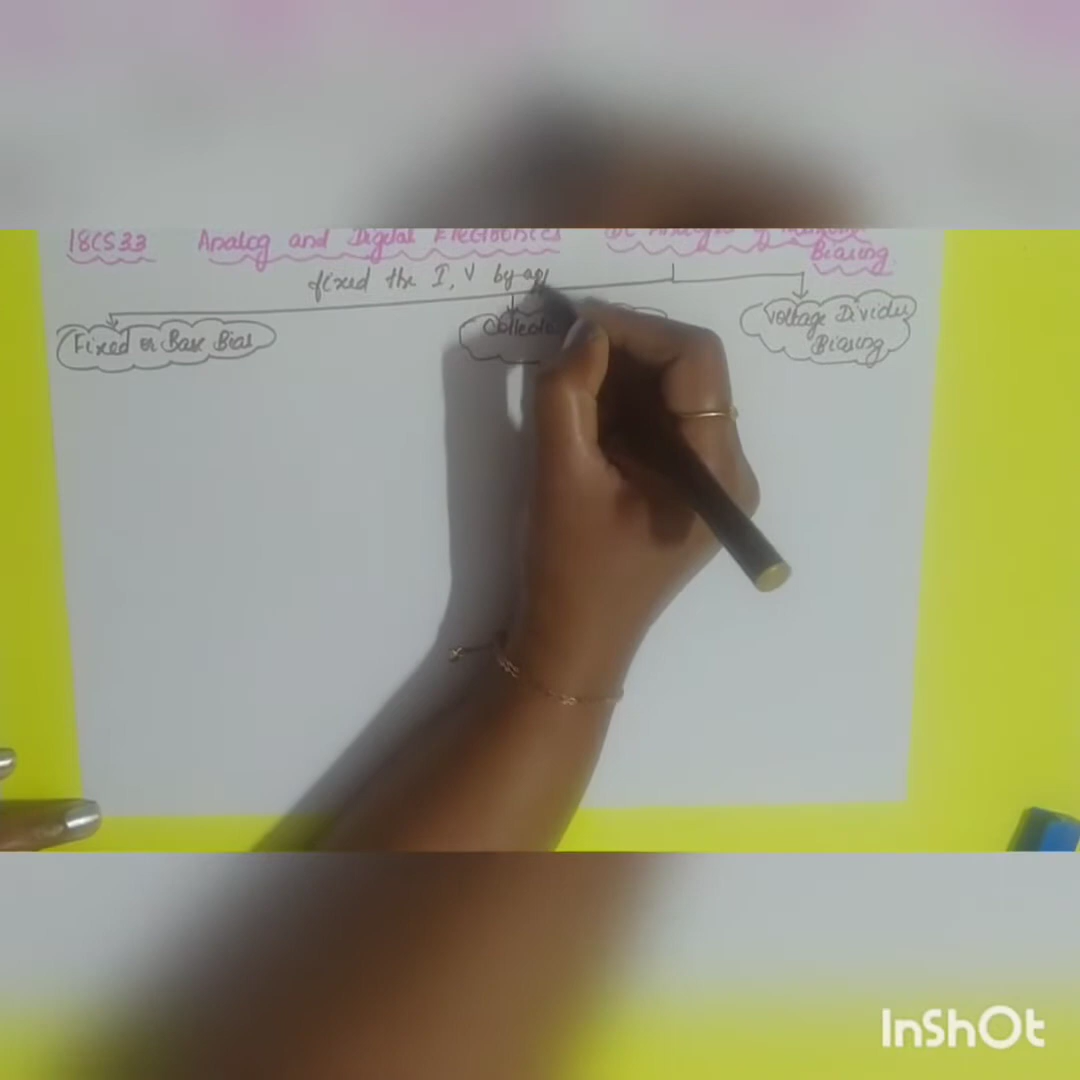 18CS33 Analog and Digital Electronics
Biasing
fixed the I, V by
Fixed or Base Bias
Voltage Divider
Biasing
InShOt